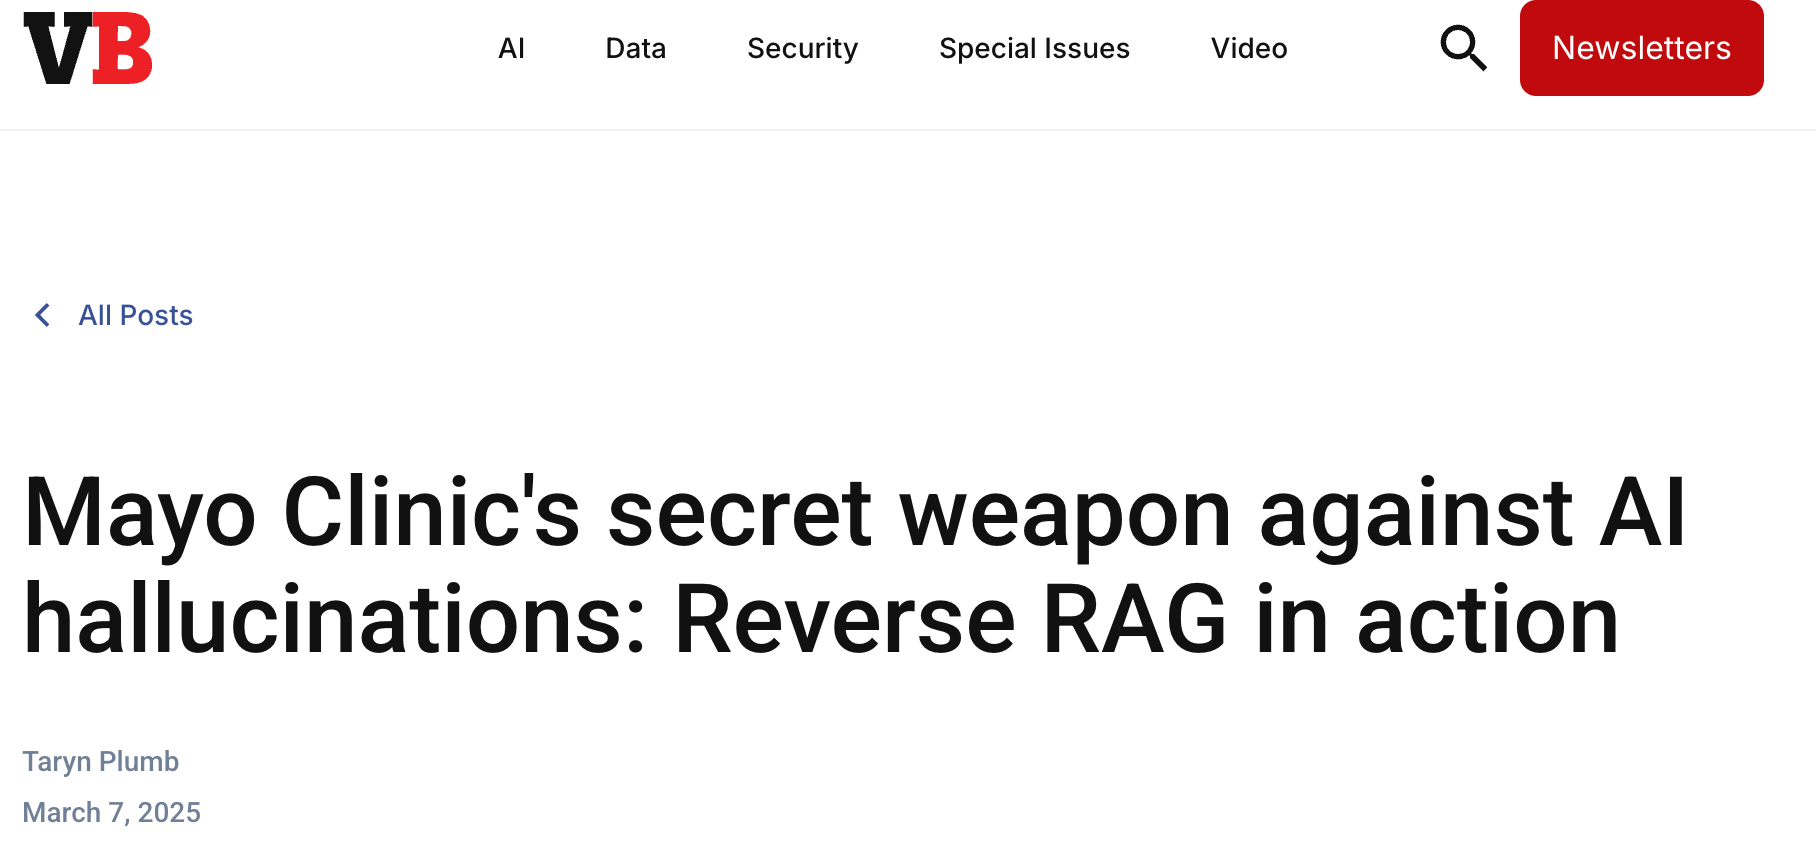 VB
AI
Data
Security
Special Issues
Video
Newsletters
All Posts
Mayo Clinic's secret weapon against AI
hallucinations: Reverse RAG in action
Taryn Plumb
March 7, 2025